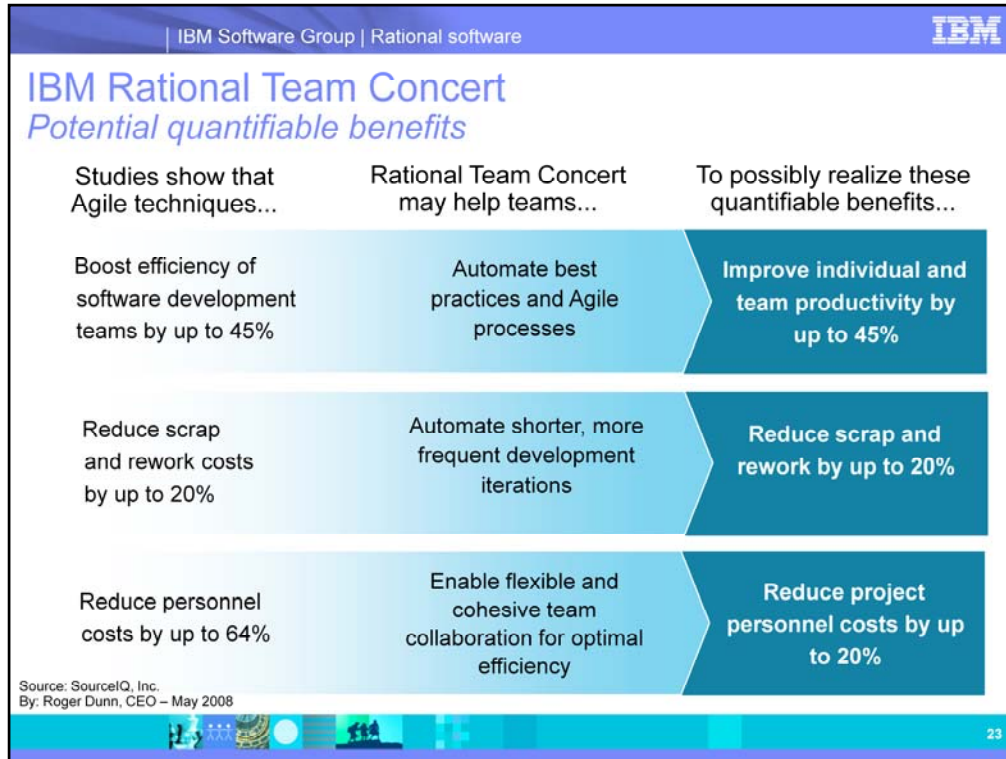 IBM Software Group | Rational software
IBM
IBM Rational Team Concert
Potential quantifiable benefits
Studies show that
Agile techniques...
Rational Team Concert
may help teams...
To possibly realize these
quantifiable benefits...
Boost efficiency of
software development
teams by up to 45%
Automate best
practices and Agile
processes
Improve individual and
team productivity by
up to 45%
Reduce scrap
and rework costs
by up to 20%
Automate shorter, more
frequent development
iterations
Reduce scrap and
rework by up to 20%
Reduce personnel
costs by up to 64%
Enable flexible and
cohesive team
collaboration for optimal
efficiency
Reduce project
personnel costs by up
to 20%
Source: SourceIQ, Inc.
By: Roger Dunn, CEO – May 2008
23